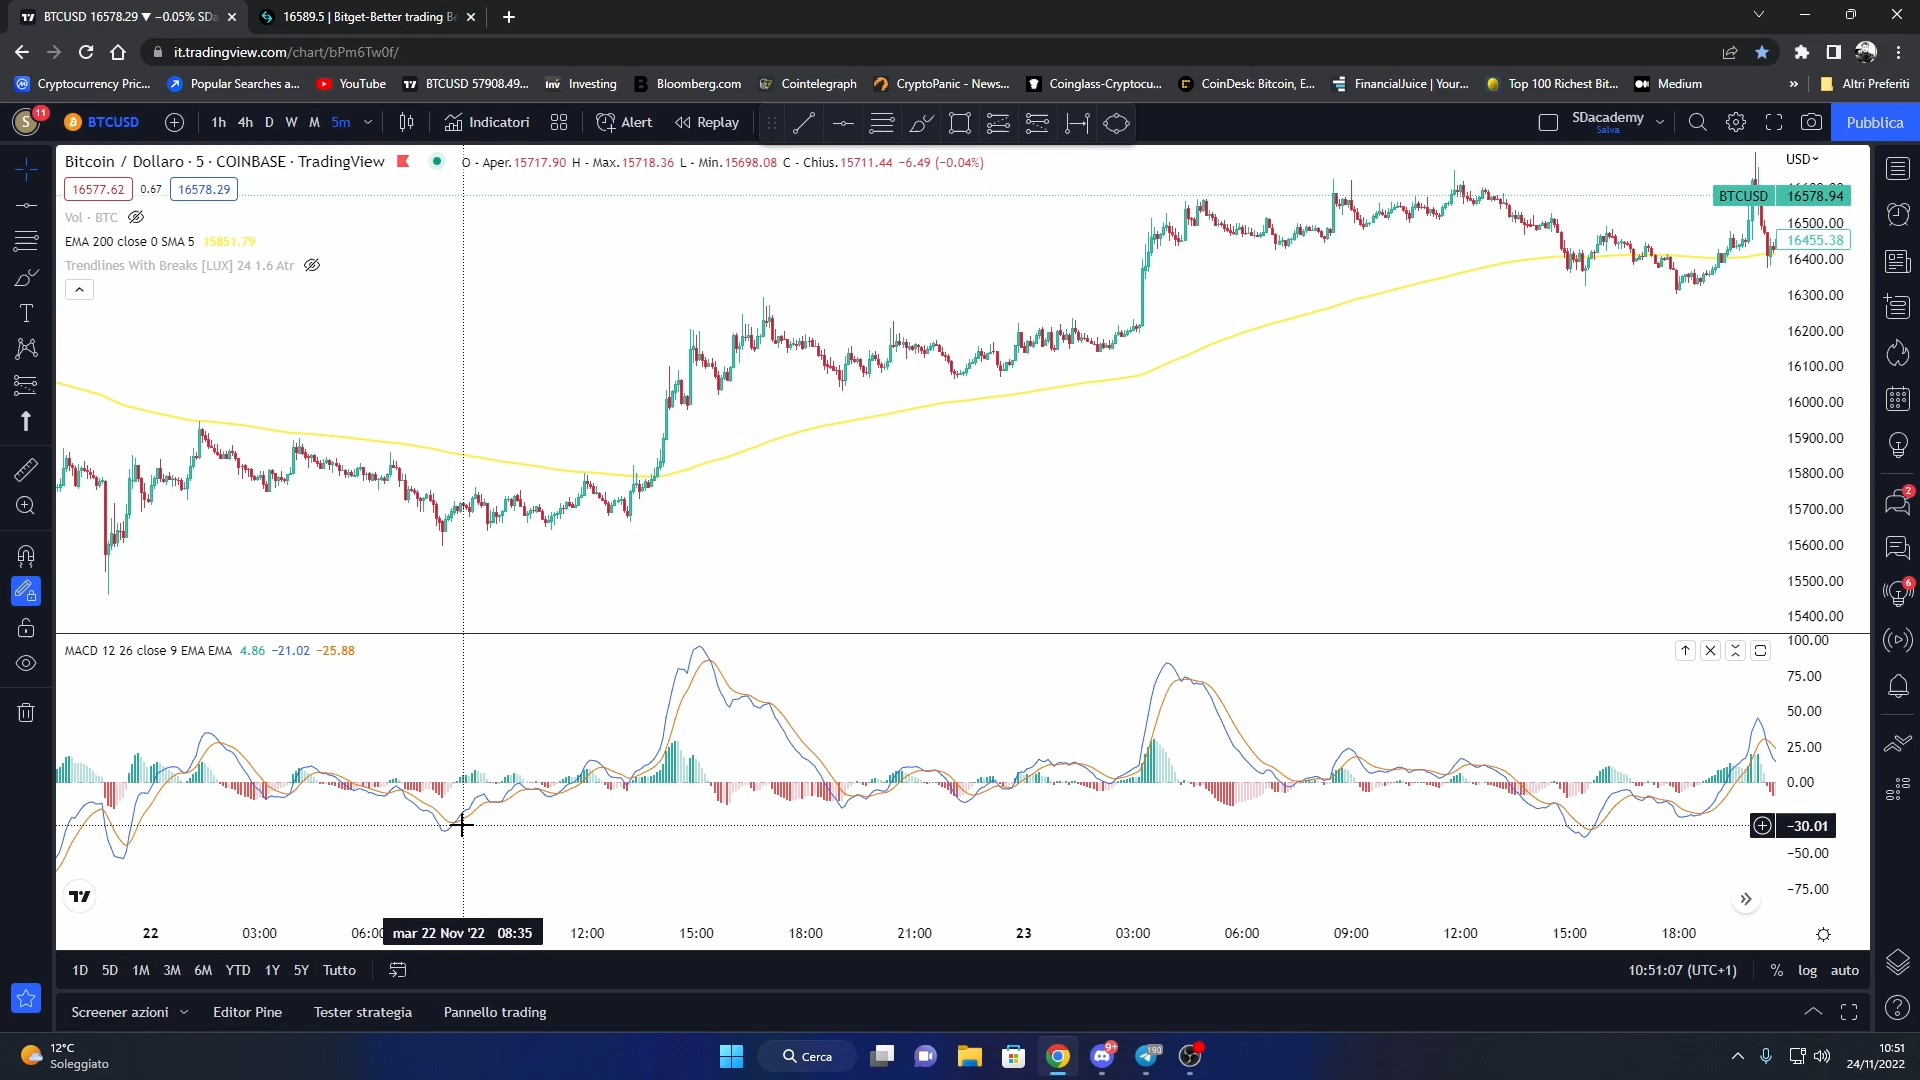 BTCUSD 16578.29 ▼ −0.05% SDa
16589.5 | Bitget-Better trading Be
it.tradingview.com/chart/bPm6Tw0f/
Cryptocurrency Pric...
Popular Searches a...
YouTube
BTCUSD 57908.49...
Investing
Bloomberg.com
Cointelegraph
CryptoPanic - News...
Coinglass-Cryptocu...
CoinDesk: Bitcoin, E...
FinancialJuice | Your...
Top 100 Richest Bit...
Medium
»
Altri Preferiti
S 11
BTCUSD
1h 4h D W M 5m
Indicatori
Alert
Replay
SDacademy
Salva
Pubblica
Bitcoin / Dollaro · 5 · COINBASE · TradingView
O - Aper.15717.90 H - Max.15718.36 L - Min.15698.08 C - Chius.15711.44 −6.49 (−0.04%)
USD
16577.62 0.67 16578.29
Vol · BTC
EMA 200 close 0 SMA 5 15851.79
Trendlines With Breaks [LUX] 24 1.6 Atr
BTCUSD 16578.94
16500.00
16455.38
16400.00
16300.00
16200.00
16100.00
16000.00
15900.00
15800.00
15700.00
15600.00
15500.00
15400.00
MACD 12 26 close 9 EMA EMA 4.86 −21.02 −25.88
100.00
75.00
50.00
25.00
0.00
−30.01
−50.00
−75.00
22 03:00 06:00 mar 22 Nov '22 08:35 12:00 15:00 18:00 21:00 23 03:00 06:00 09:00 12:00 15:00 18:00
1D 5D 1M 3M 6M YTD 1Y 5Y Tutto
10:51:07 (UTC+1) % log auto
Screener azioni
Editor Pine
Tester strategia
Pannello trading
2
6
12°C
Soleggiato
Cerca
9+
190
10:51
24/11/2022